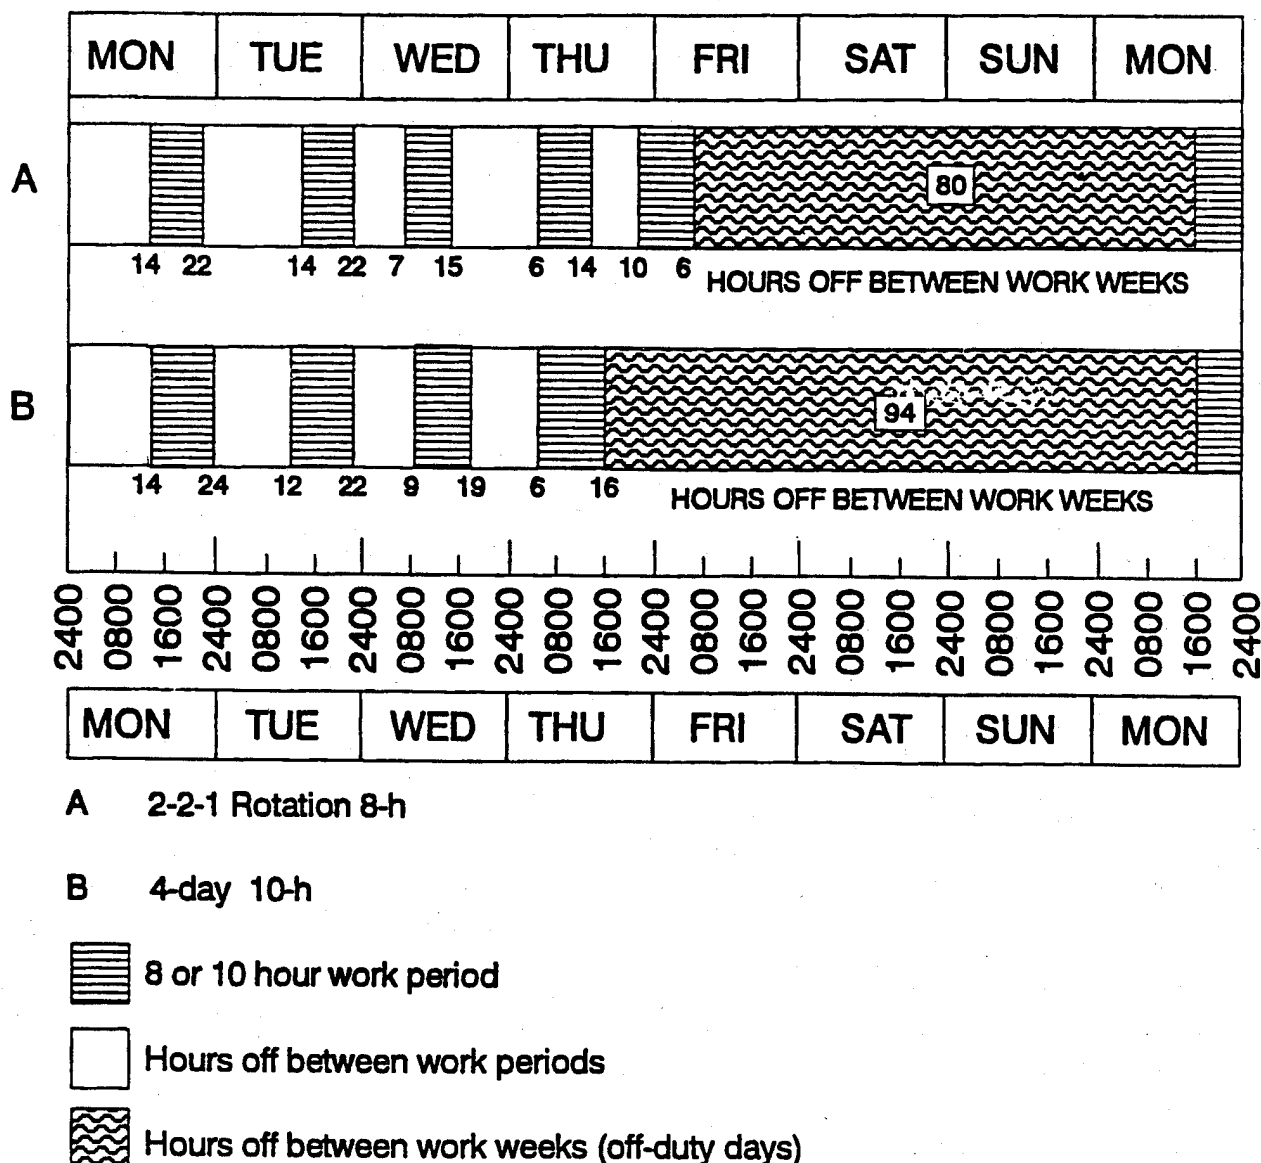 MON TUE WED THU FRI SAT SUN MON
A
80
14 22 14 22 7 15 6 14 10 6
HOURS OFF BETWEEN WORK WEEKS
B
94
14 24 12 22 9 19 6 16
HOURS OFF BETWEEN WORK WEEKS
2400 0800 1600 2400 0800 1600 2400 0800 1600 2400 0800 1600 2400 0800 1600 2400 0800 1600 2400 0800 1600 2400 0800 1600 2400
MON TUE WED THU FRI SAT SUN MON
A 2-2-1 Rotation 8-h
B 4-day 10-h
8 or 10 hour work period
Hours off between work periods
Hours off between work weeks (off-duty days)